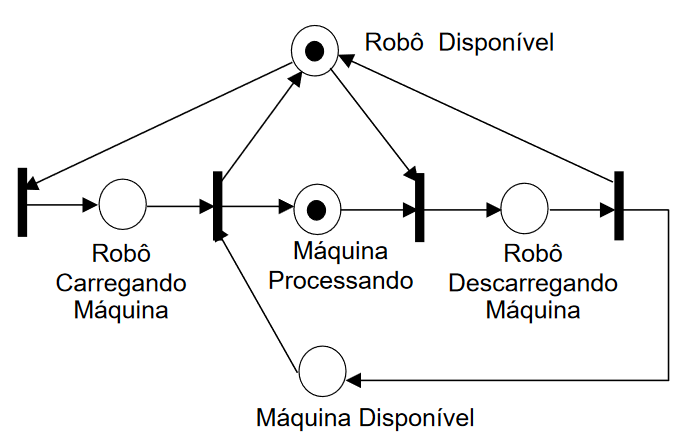 Robô Disponível
Robô
Carregando
Máquina
Máquina
Processando
Robô
Descarregando
Máquina
Máquina Disponível